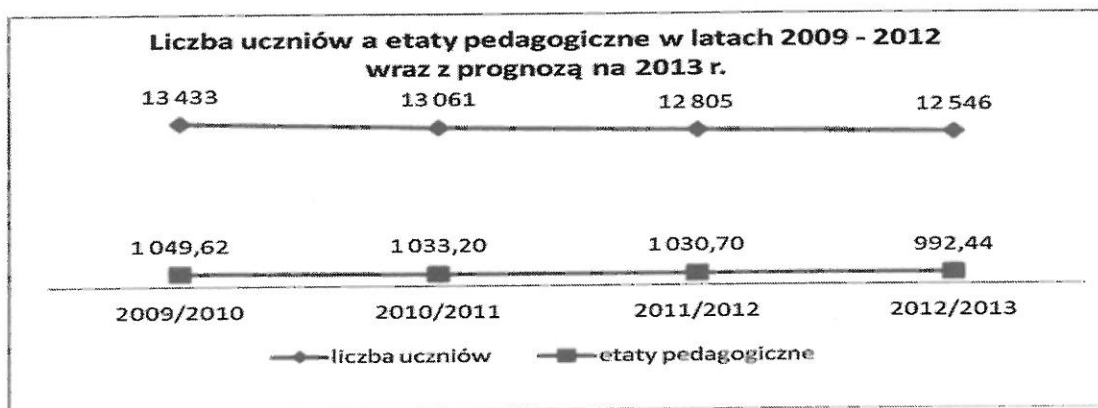 Liczba uczniów a etaty pedagogiczne w latach 2009 - 2012
wraz z prognozą na 2013 r.
13 433 13 061 12 805 12 546
1 049,62 1 033,20 1 030,70 992,44
2009/2010 2010/2011 2011/2012 2012/2013
liczba uczniów etaty pedagogiczne